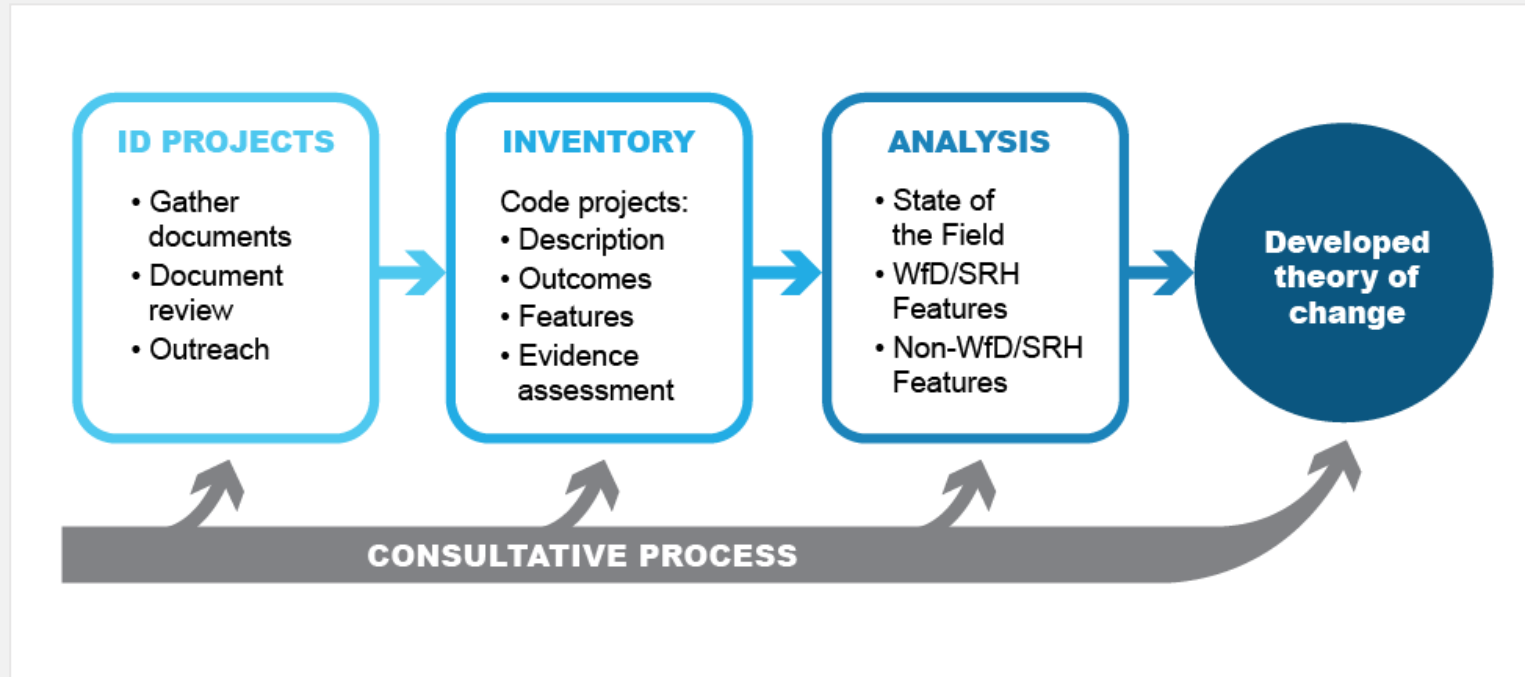 ID PROJECTS
• Gather
documents
• Document
review
• Outreach
INVENTORY
Code projects:
• Description
• Outcomes
• Features
• Evidence
assessment
ANALYSIS
• State of
the Field
• WfD/SRH
Features
• Non-WfD/SRH
Features
Developed
theory of
change
CONSULTATIVE PROCESS